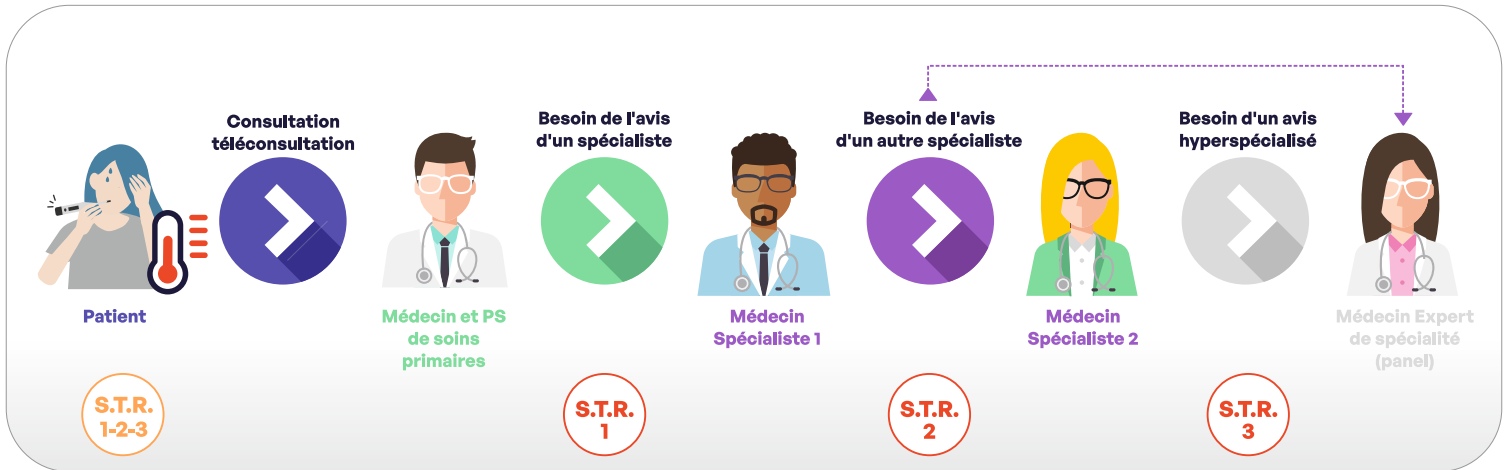 Consultation
téléconsultation
Besoin de l'avis
d'un spécialiste
Besoin de l'avis
d'un autre spécialiste
Besoin d'un avis
hyperspécialisé
Patient
Médecin et PS
de soins
primaires
Médecin
Spécialiste 1
Médecin
Spécialiste 2
Médecin Expert
de spécialité
(panel)
S.T.R.
1-2-3
S.T.R.
1
S.T.R.
2
S.T.R.
3